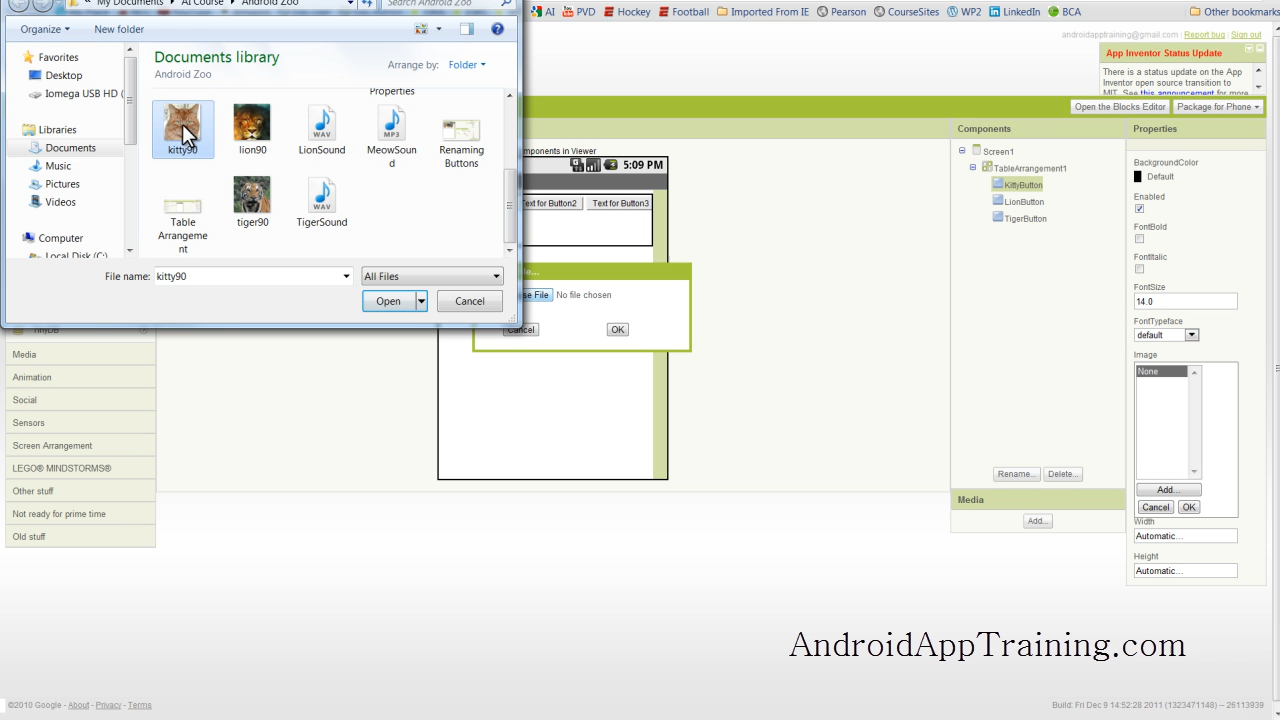 My Documents
AI Course
Android Zoo
Search Android Zoo
AI
PVD
Hockey
Football
Imported From IE
Pearson
CourseSites
WP2
LinkedIn
BCA
Other bookmarks
Organize
New folder
androidapptraining@gmail.com | Report bug | Sign out
Favorites
Desktop
Iomega USB HD (
Libraries
Documents
Music
Pictures
Videos
Computer
Local Disk (C:)
Documents library
Android Zoo
Arrange by: Folder
Properties
kitty90
lion90
LionSound
WAV
MeowSoun
d
MP3
Renaming
Buttons
Table
Arrangeme
nt
tiger90
TigerSound
WAV
File name: kitty90
All Files
Open
Cancel
App Inventor Status Update
There is a status update on the App
Inventor open source transition to
MIT. See this announcement for more
Open the Blocks Editor
Package for Phone
mponents in Viewer
5:09 PM
Text for Button2
Text for Button3
e...
se File No file chosen
Cancel
OK
TinyDB
Media
Animation
Social
Sensors
Screen Arrangement
LEGO® MINDSTORMS®
Other stuff
Not ready for prime time
Old stuff
Components
Screen1
TableArrangement1
KittyButton
LionButton
TigerButton
Rename...
Delete...
Media
Add...
Properties
BackgroundColor
Default
Enabled
FontBold
FontItalic
FontSize
14.0
FontTypeface
default
Image
None
Add...
Cancel
OK
Width
Automatic...
Height
Automatic...
AndroidAppTraining.com
©2010 Google - About - Privacy - Terms
Build: Fri Dec 9 14:52:28 2011 (1323471148) -- 26113939